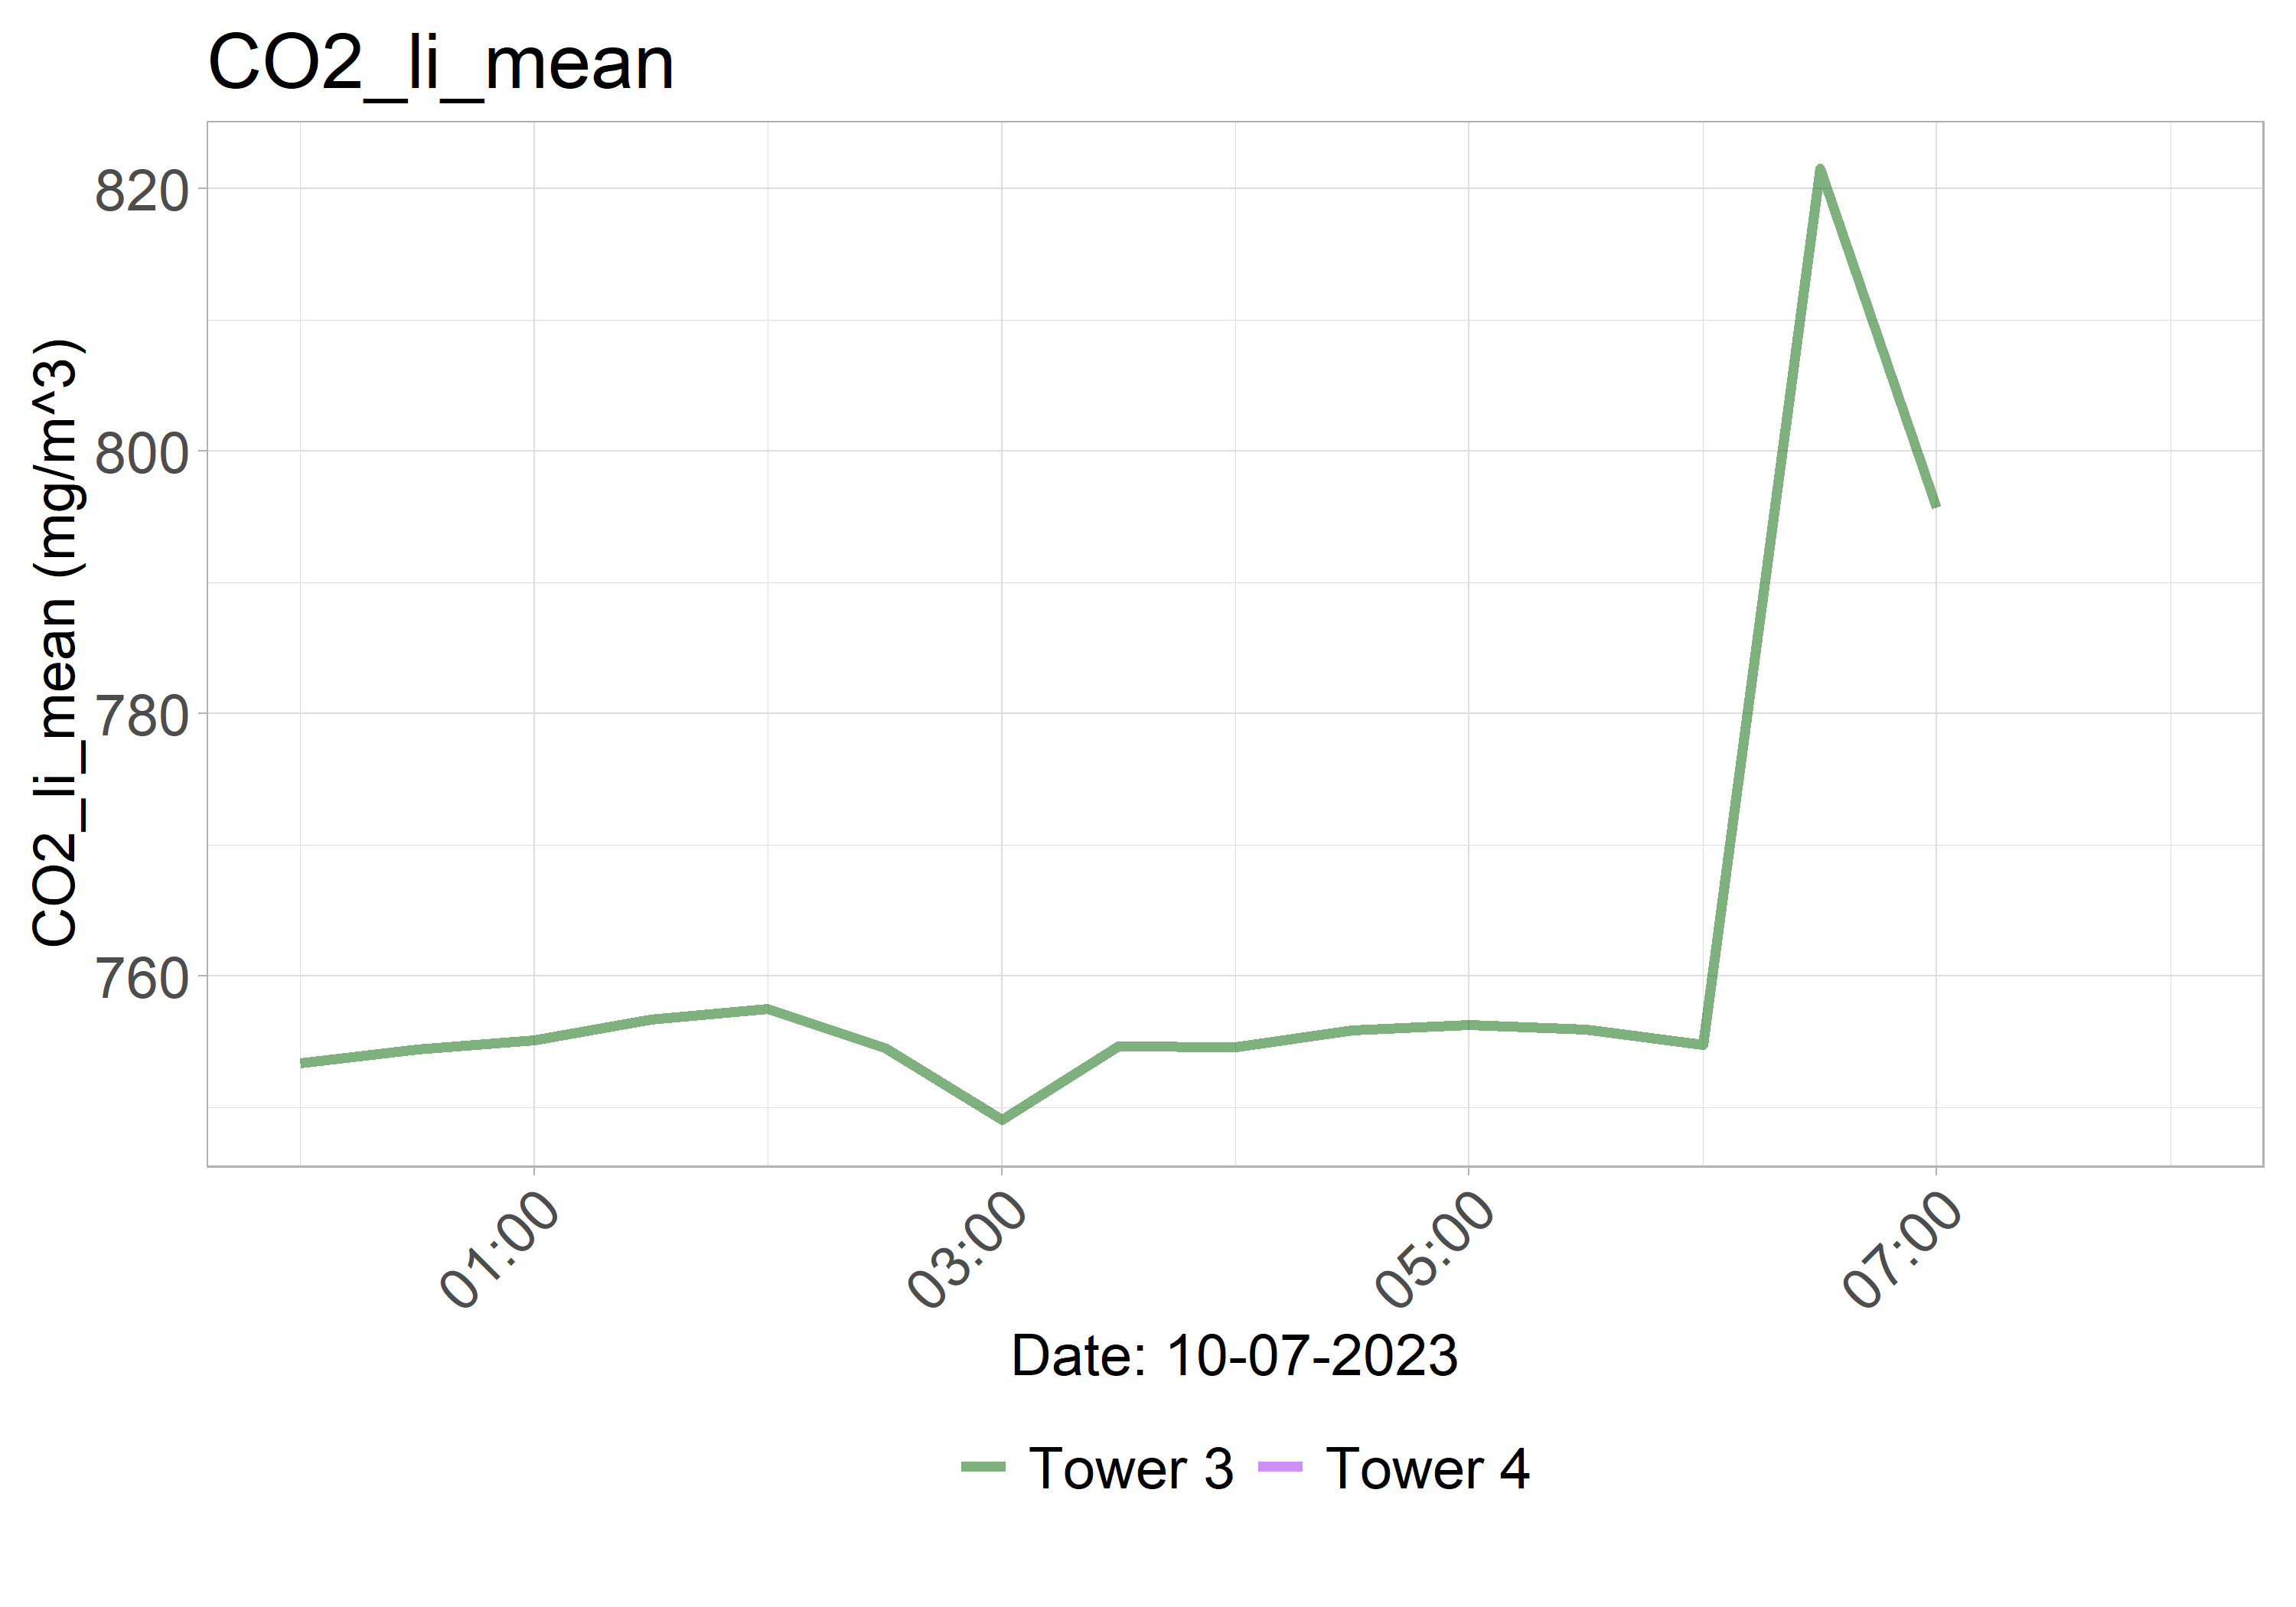 CO2_li_mean
CO2_li_mean (mg/m^3)
820
800
780
760
01:00
03:00
05:00
07:00
Date: 10-07-2023
Tower 3
Tower 4